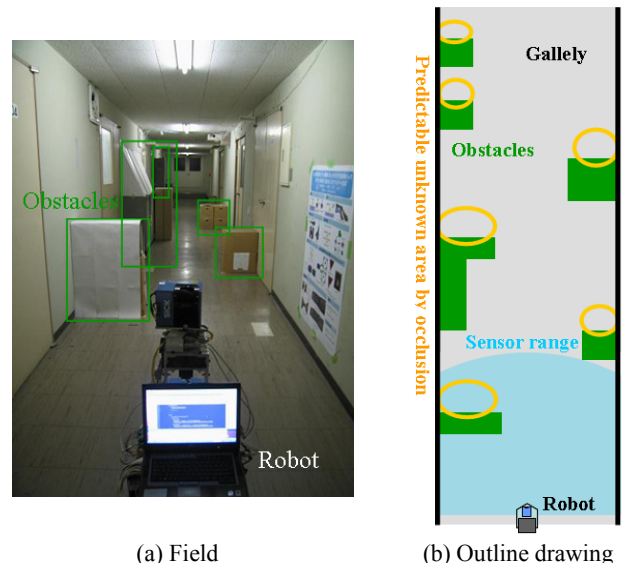 Obstacles
Robot
(a) Field
Gallely
Predictable unknown area by occlusion
Obstacles
Sensor range
Robot
(b) Outline drawing